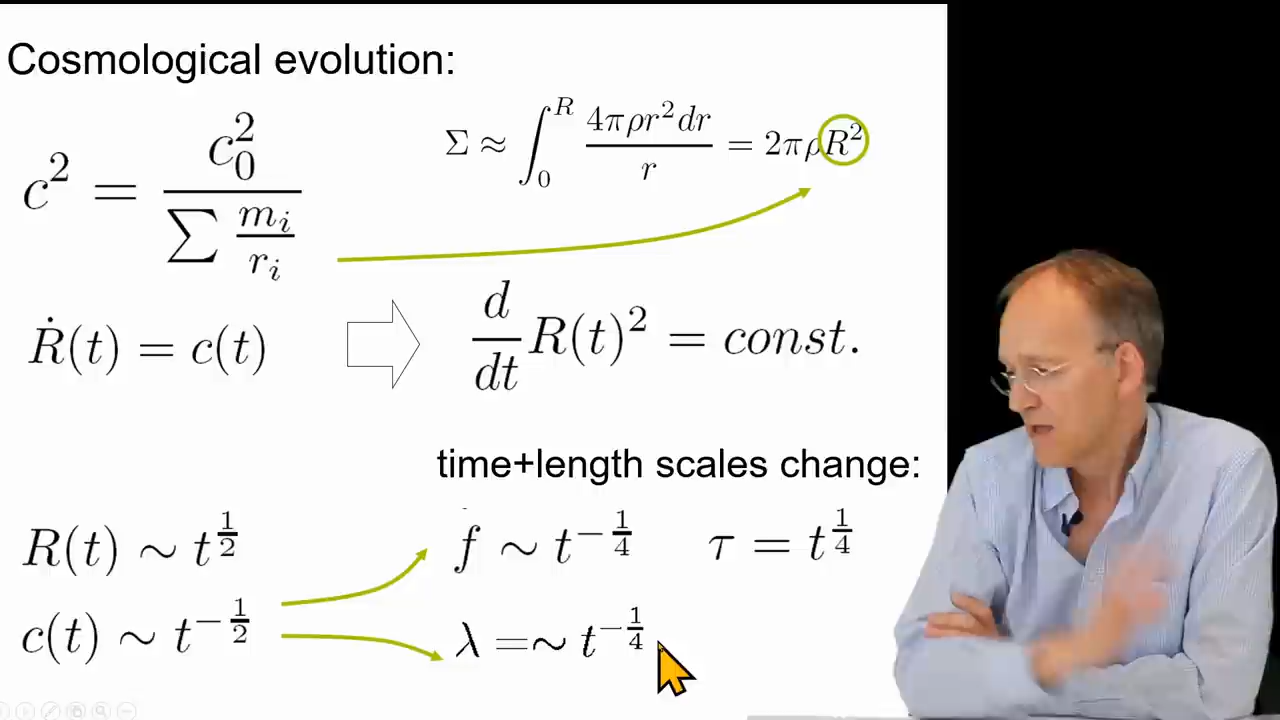 Cosmological evolution:
c² = c₀² / ∑ mᵢ/rᵢ
Σ ≈ ∫₀ᴿ 4πρr²dr / r = 2πρR²
Ṙ(t) = c(t)
d/dt R(t)² = const.
time+length scales change:
R(t) ∼ t^{1/2}
f ∼ t^{-1/4}
τ = t^{1/4}
c(t) ∼ t^{-1/2}
λ =∼ t^{-1/4}